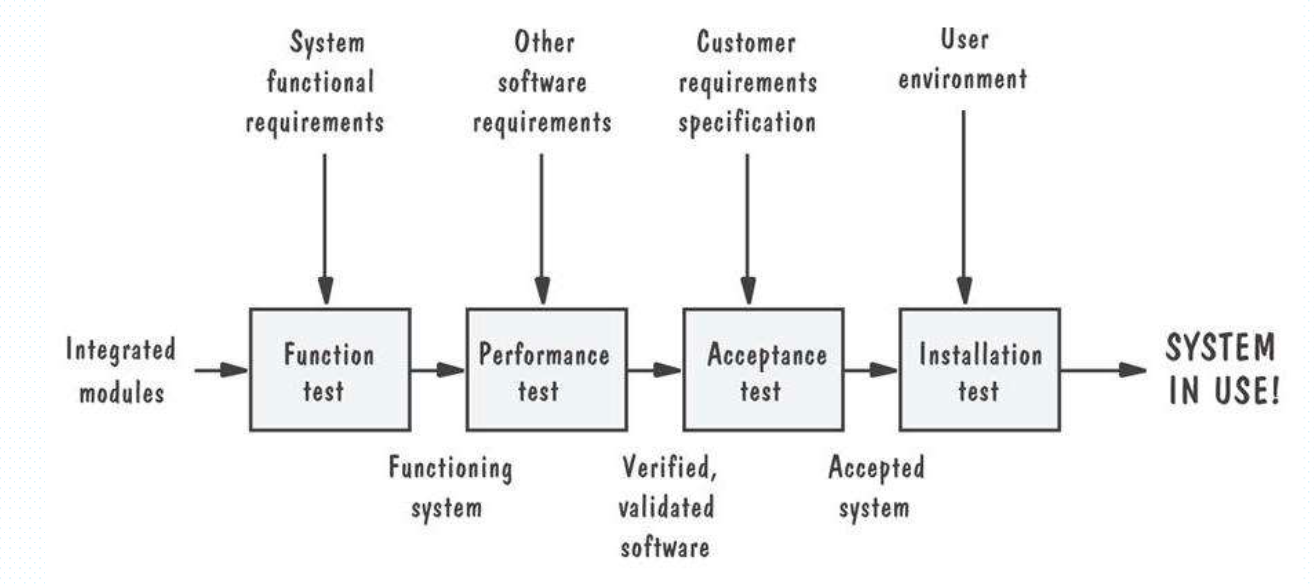 System
functional
requirements
Other
software
requirements
Customer
requirements
specification
User
environment
Integrated
modules
Function
test
Performance
test
Acceptance
test
Installation
test
SYSTEM
IN USE!
Functioning
system
Verified,
validated
software
Accepted
system